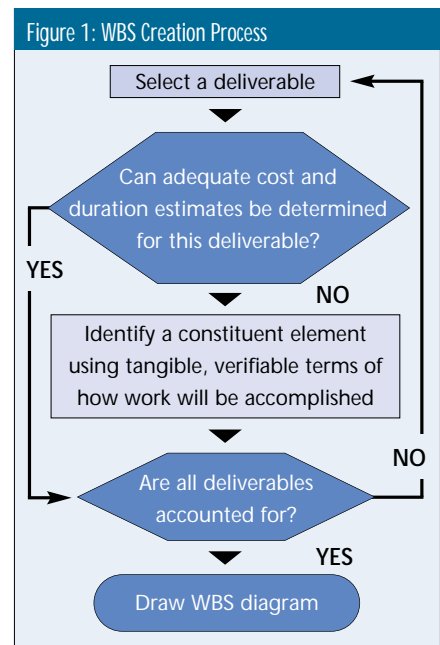 Figure 1: WBS Creation Process
Select a deliverable
Can adequate cost and
duration estimates be determined
for this deliverable?
YES
NO
Identify a constituent element
using tangible, verifiable terms of
how work will be accomplished
NO
Are all deliverables
accounted for?
YES
Draw WBS diagram